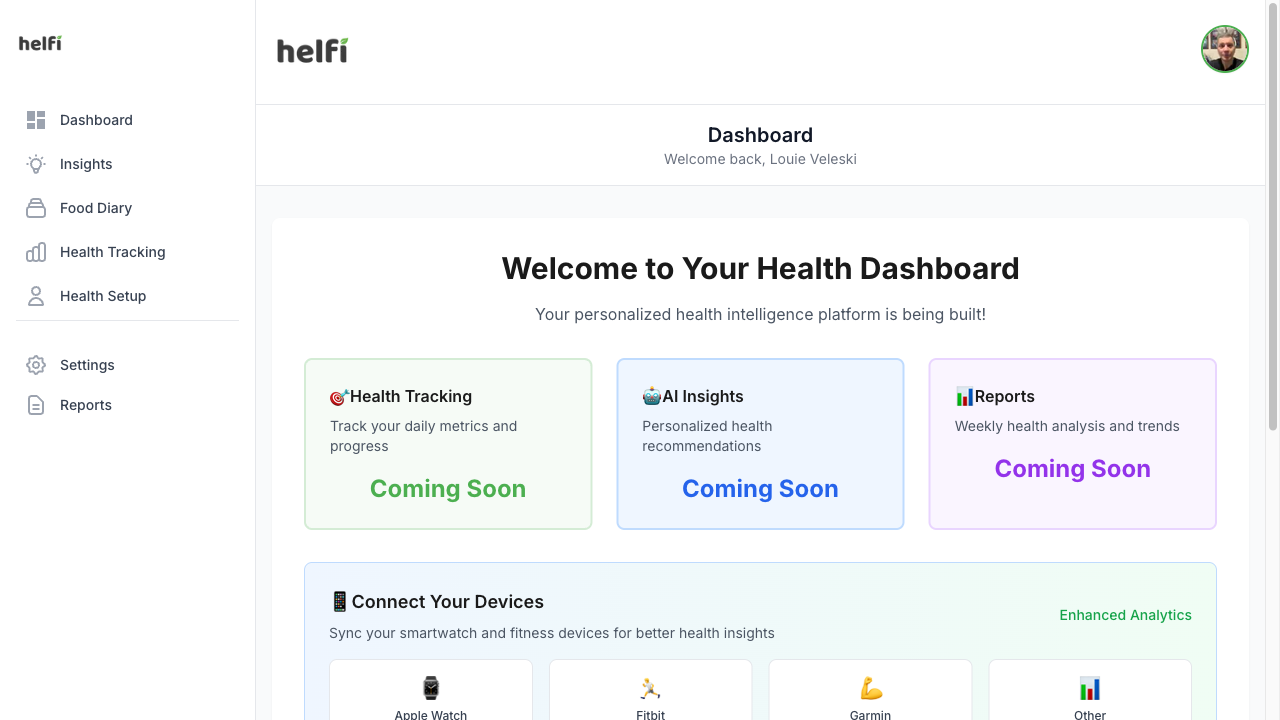 helfi
helfi
Dashboard
Insights
Food Diary
Health Tracking
Health Setup
Settings
Reports
Dashboard
Welcome back, Louie Veleski
Welcome to Your Health Dashboard
Your personalized health intelligence platform is being built!
Health Tracking
Track your daily metrics and
progress
Coming Soon
AI Insights
Personalized health
recommendations
Coming Soon
Reports
Weekly health analysis and trends
Coming Soon
Connect Your Devices
Sync your smartwatch and fitness devices for better health insights
Enhanced Analytics
Apple Watch
Fitbit
Garmin
Other